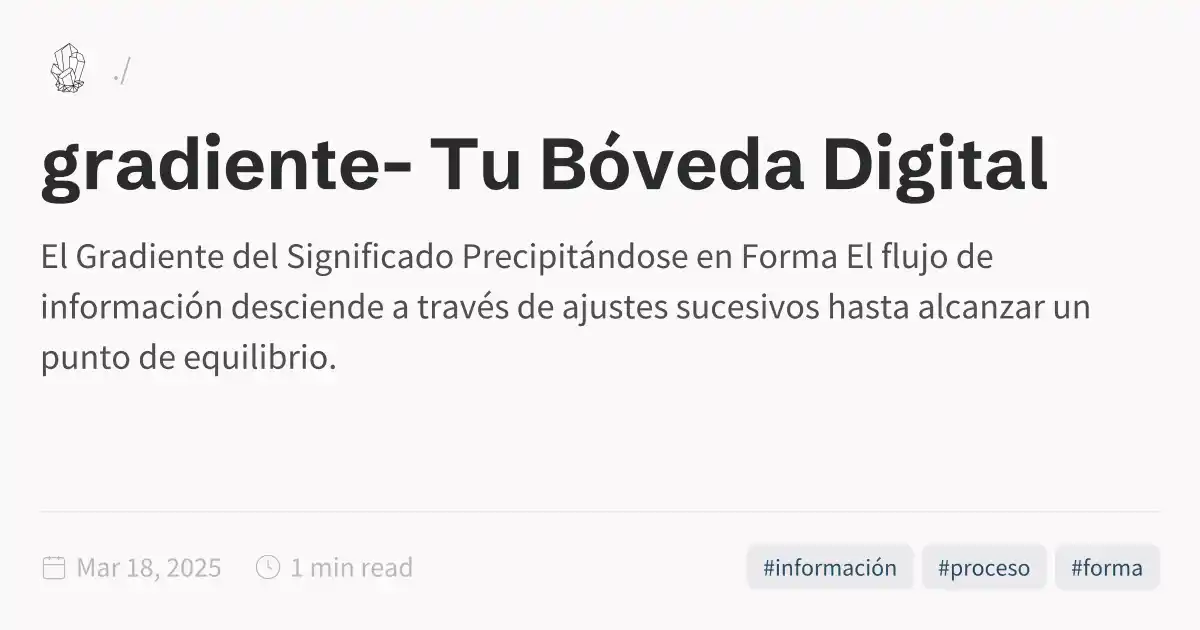 ./
gradiente- Tu Bóveda Digital
El Gradiente del Significado Precipitándose en Forma El flujo de
información desciende a través de ajustes sucesivos hasta alcanzar un
punto de equilibrio.
Mar 18, 2025 1 min read #información #proceso #forma